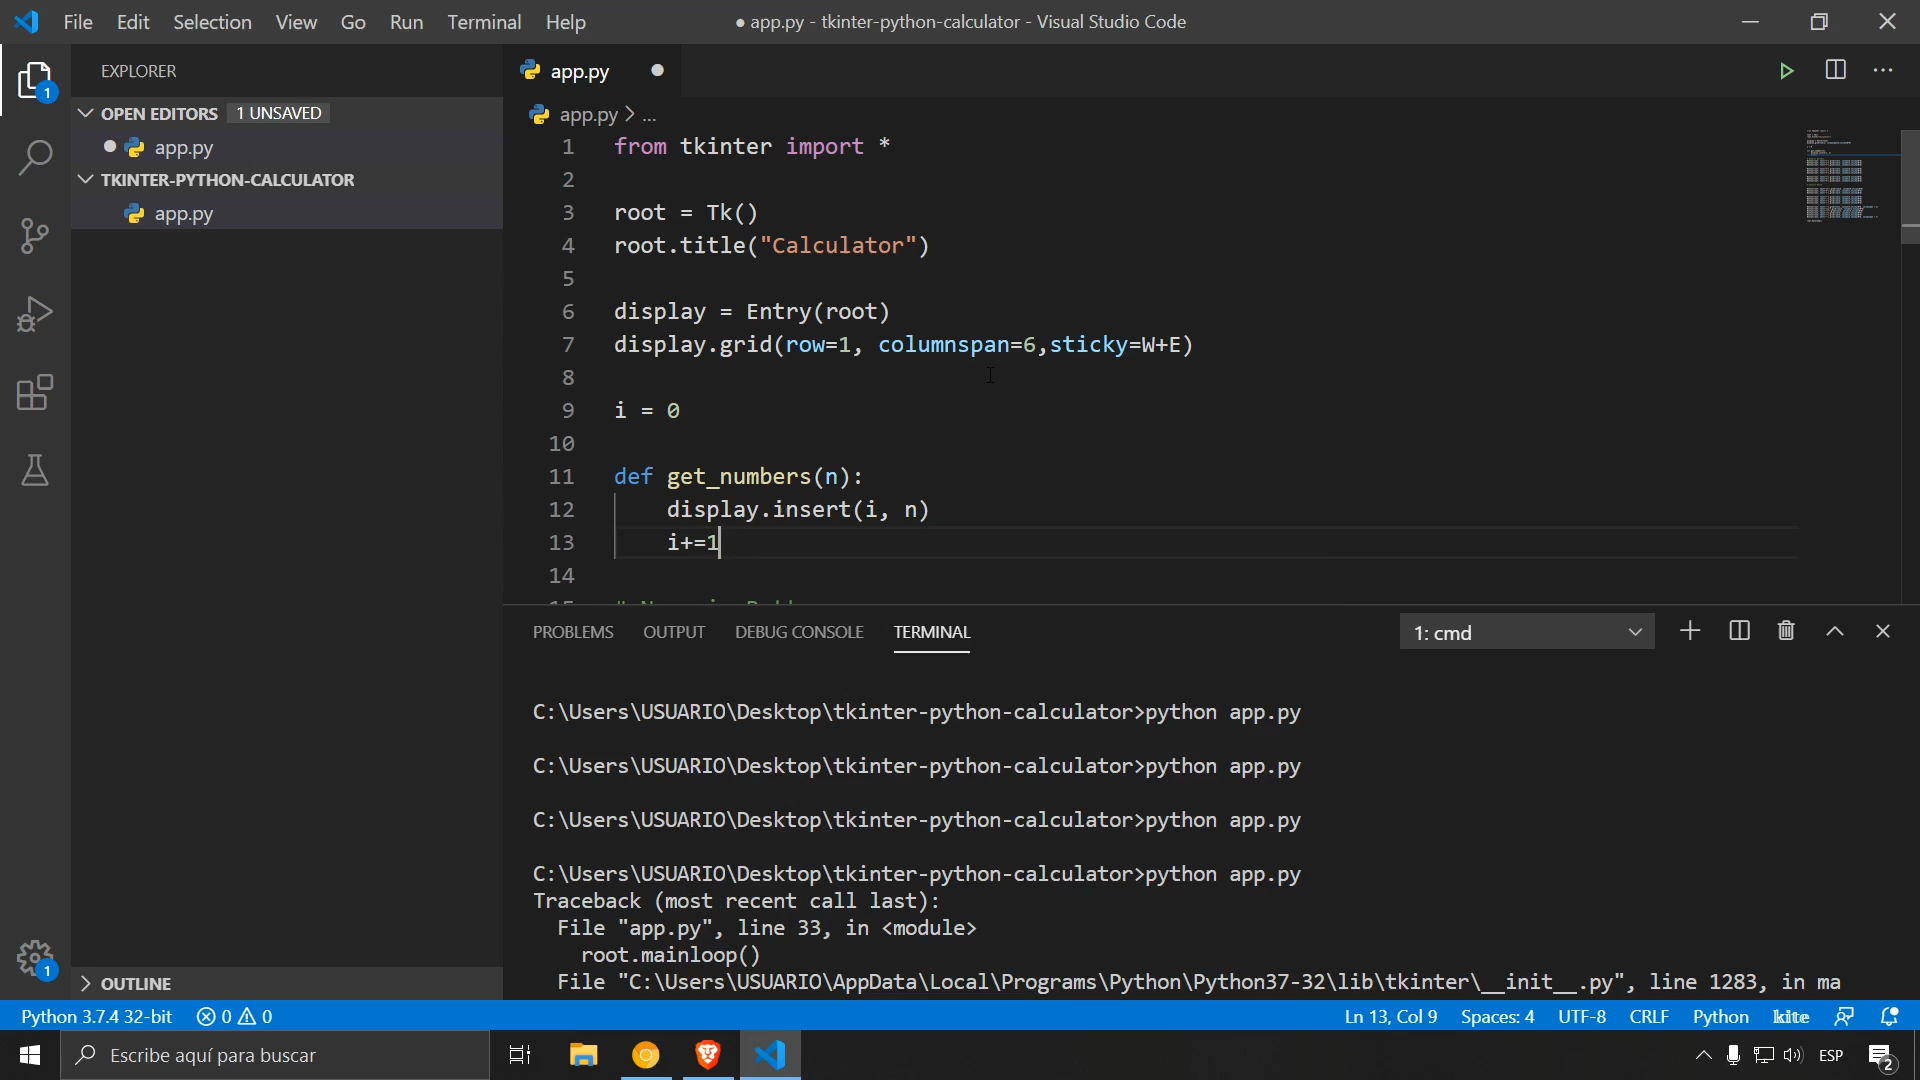 File Edit Selection View Go Run Terminal Help
● app.py - tkinter-python-calculator - Visual Studio Code
EXPLORER
OPEN EDITORS 1 UNSAVED
app.py
TKINTER-PYTHON-CALCULATOR
app.py
OUTLINE
1
1
app.py
app.py > ...
1 from tkinter import *
2
3 root = Tk()
4 root.title("Calculator")
5
6 display = Entry(root)
7 display.grid(row=1, columnspan=6,sticky=W+E)
8
9 i = 0
10
11 def get_numbers(n):
12 display.insert(i, n)
13 i+=1
14
PROBLEMS OUTPUT DEBUG CONSOLE TERMINAL 1: cmd
C:\Users\USUARIO\Desktop\tkinter-python-calculator>python app.py
C:\Users\USUARIO\Desktop\tkinter-python-calculator>python app.py
C:\Users\USUARIO\Desktop\tkinter-python-calculator>python app.py
C:\Users\USUARIO\Desktop\tkinter-python-calculator>python app.py
Traceback (most recent call last):
File "app.py", line 33, in <module>
root.mainloop()
File "C:\Users\USUARIO\AppData\Local\Programs\Python\Python37-32\lib\tkinter\__init__.py", line 1283, in ma
Python 3.7.4 32-bit 0 0 Ln 13, Col 9 Spaces: 4 UTF-8 CRLF Python kite
Escribe aquí para buscar ESP 2